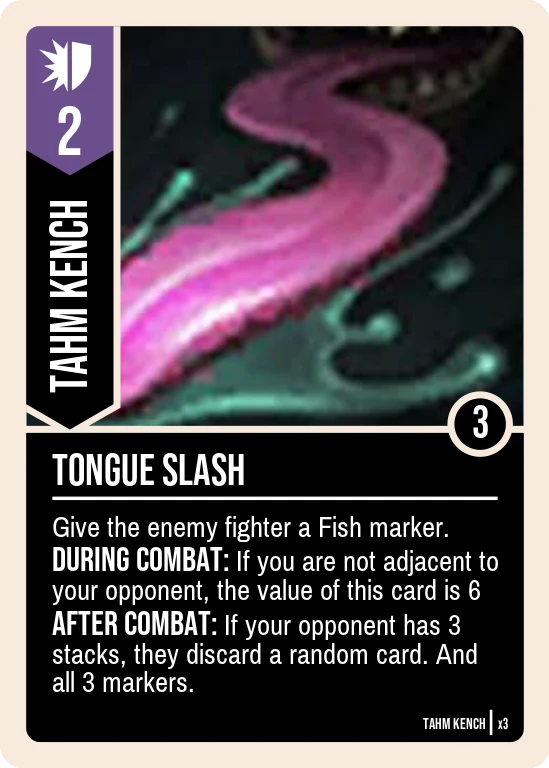 2
TAHM KENCH
3
TONGUE SLASH
Give the enemy fighter a Fish marker.
DURING COMBAT: If you are not adjacent to
your opponent, the value of this card is 6
AFTER COMBAT: If your opponent has 3
stacks, they discard a random card. And
all 3 markers.
TAHM KENCH | x3